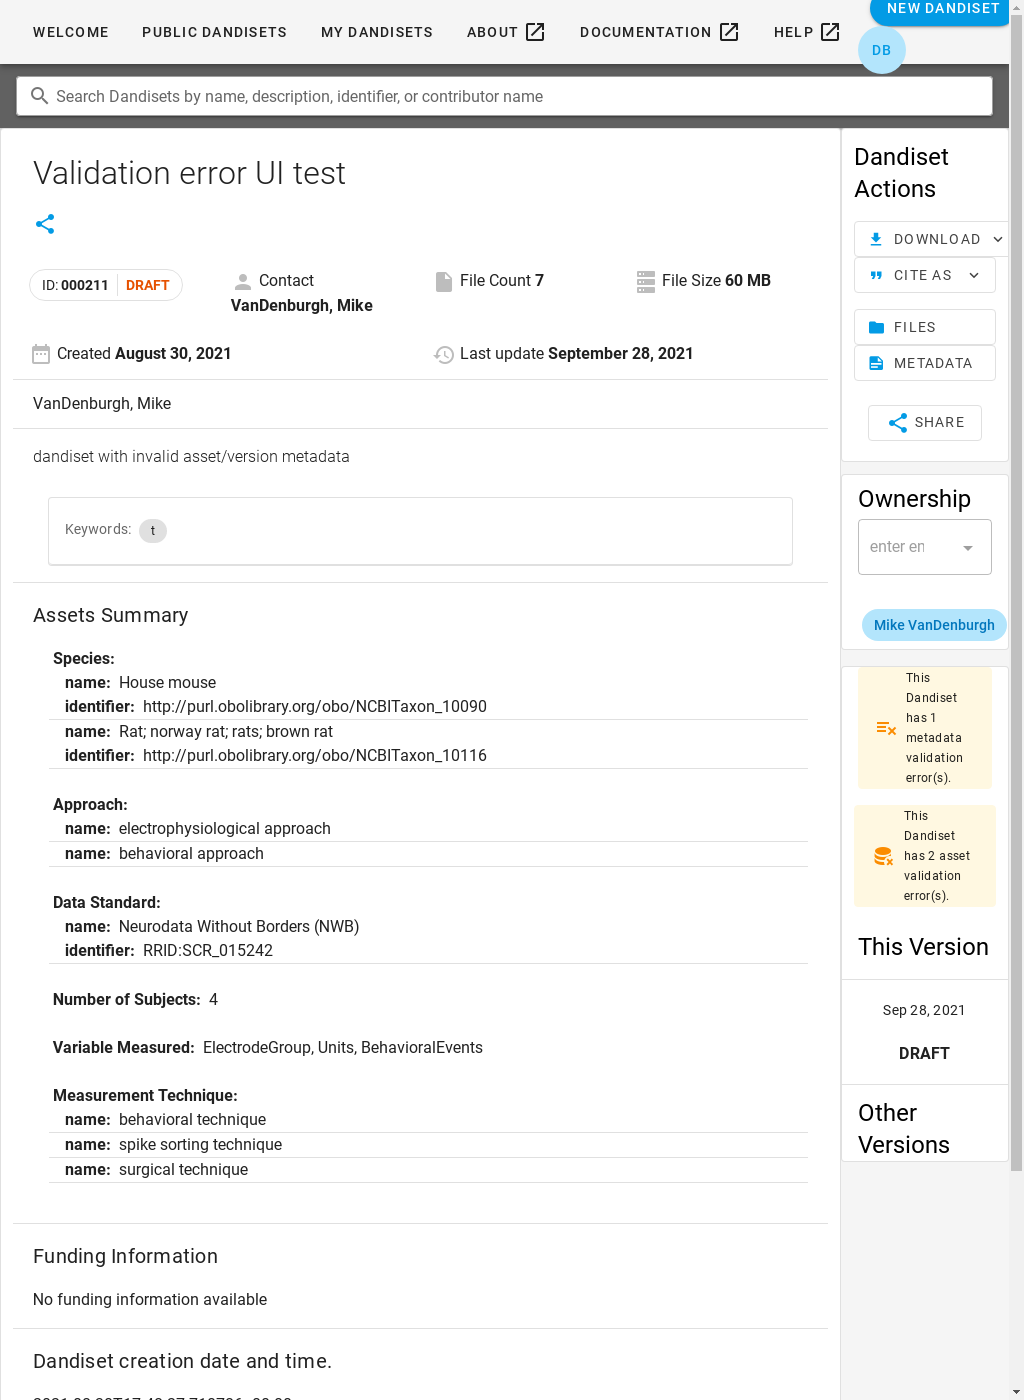 WELCOME PUBLIC DANDISETS MY DANDISETS ABOUT DOCUMENTATION HELP NEW DANDISET
DB
Search Dandisets by name, description, identifier, or contributor name
Validation error UI test
ID: 000211 DRAFT
Contact
VanDenburgh, Mike
File Count 7
File Size 60 MB
Created August 30, 2021
Last update September 28, 2021
VanDenburgh, Mike
dandiset with invalid asset/version metadata
Keywords: t
Assets Summary
Species:
name: House mouse
identifier: http://purl.obolibrary.org/obo/NCBITaxon_10090
name: Rat; norway rat; rats; brown rat
identifier: http://purl.obolibrary.org/obo/NCBITaxon_10116
Approach:
name: electrophysiological approach
name: behavioral approach
Data Standard:
name: Neurodata Without Borders (NWB)
identifier: RRID:SCR_015242
Number of Subjects: 4
Variable Measured: ElectrodeGroup, Units, BehavioralEvents
Measurement Technique:
name: behavioral technique
name: spike sorting technique
name: surgical technique
Funding Information
No funding information available
Dandiset creation date and time.
Dandiset
Actions
DOWNLOAD
CITE AS
FILES
METADATA
SHARE
Ownership
enter en
Mike VanDenburgh
This
Dandiset
has 1
metadata
validation
error(s).
This
Dandiset
has 2 asset
validation
error(s).
This Version
Sep 28, 2021
DRAFT
Other
Versions